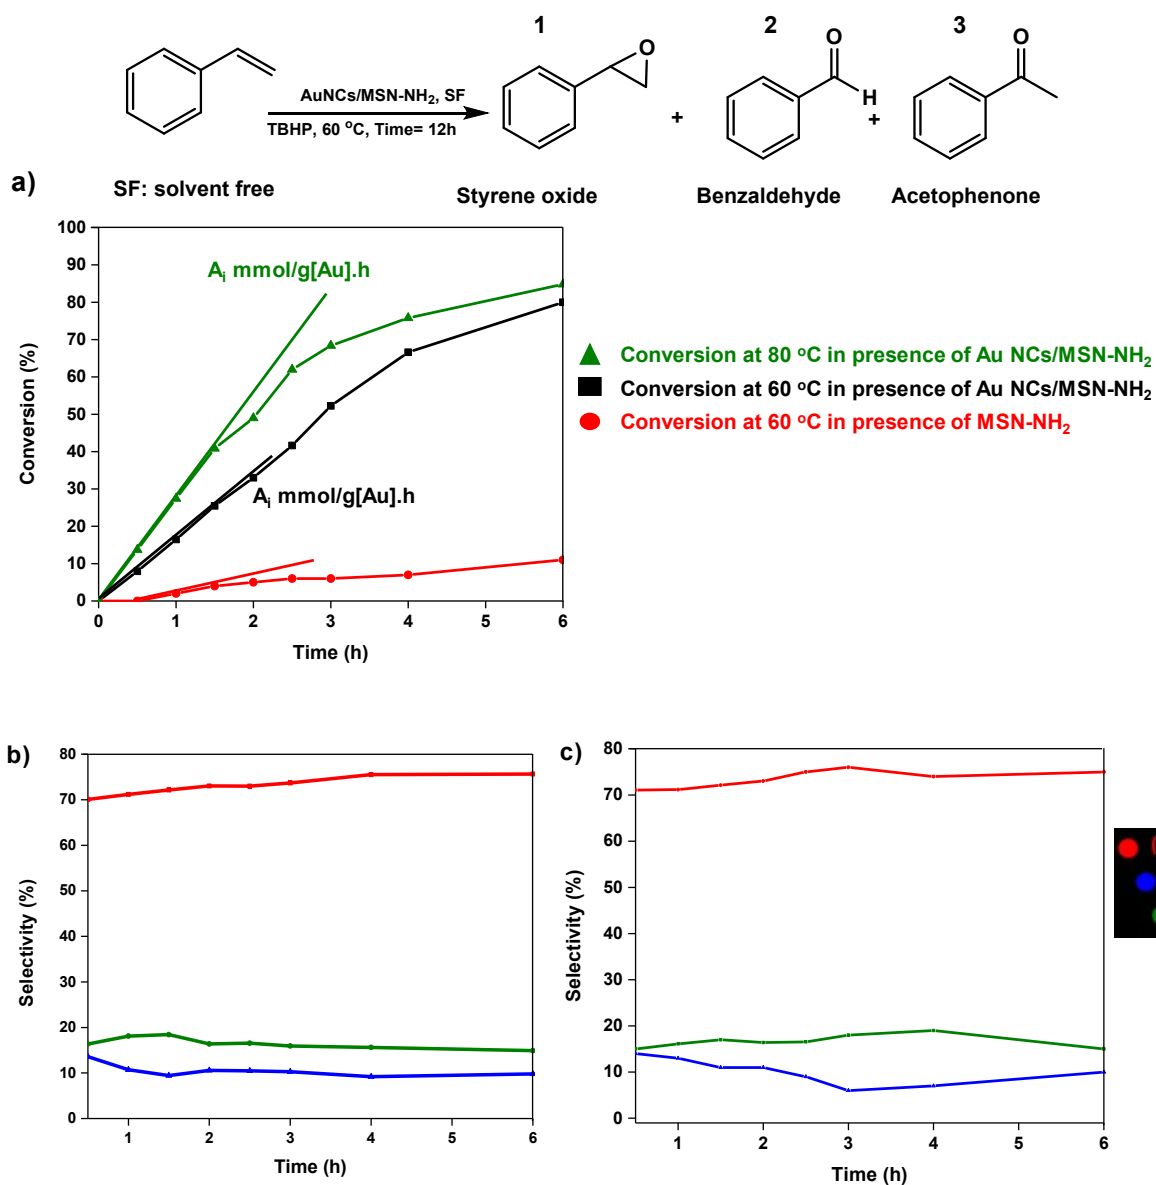 1
2
3
O
O
O
H
AuNCs/MSN-NH₂, SF
TBHP, 60 °C, Time= 12h
+
+
a)
SF: solvent free
Styrene oxide
Benzaldehyde
Acetophenone
100
90
80
70
60
50
40
30
20
10
0
Conversion (%)
Aᵢ mmol/g[Au].h
Aᵢ mmol/g[Au].h
0 1 2 3 4 5 6
Time (h)
Conversion at 80 °C in presence of Au NCs/MSN-NH₂
Conversion at 60 °C in presence of Au NCs/MSN-NH₂
Conversion at 60 °C in presence of MSN-NH₂
b)
80
70
60
50
40
30
20
10
0
Selectivity (%)
1 2 3 4 5 6
Time (h)
c)
80
70
60
50
40
30
20
10
0
Selectivity (%)
1 2 3 4 5 6
Time (h)